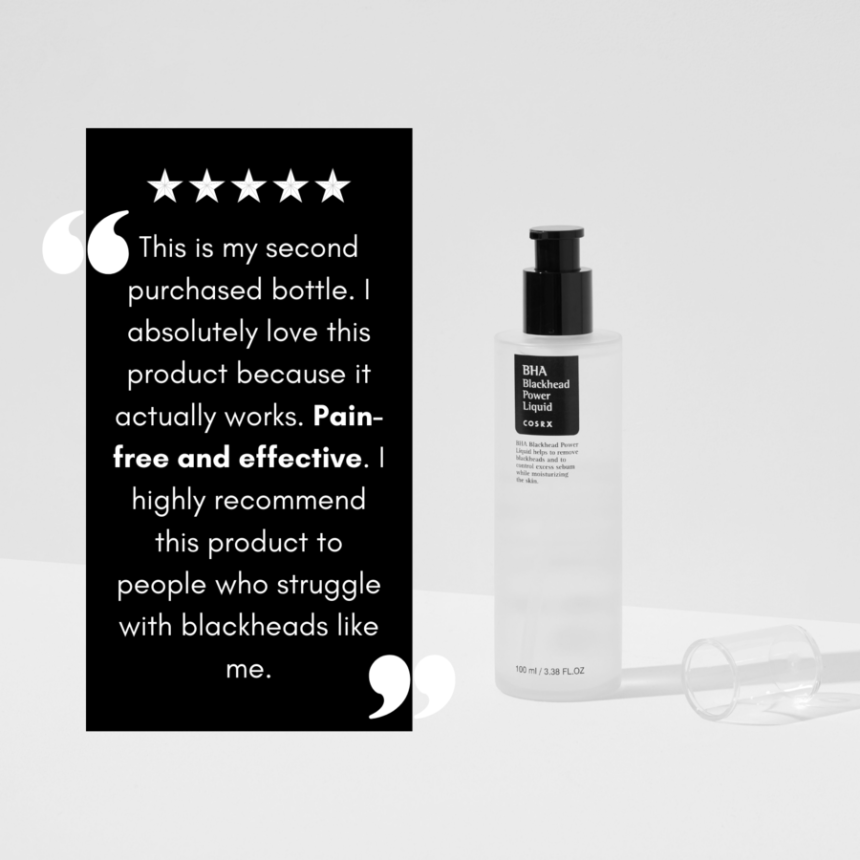 This is my second
purchased bottle. I
absolutely love this
product because it
actually works. Pain-
free and effective. I
highly recommend
this product to
people who struggle
with blackheads like
me.
BHA
Blackhead
Power
Liquid
COSRX
BHA Blackhead Power
Liquid helps to remove
blackheads and to
control excess sebum
while moisturizing
the skin.
100 ml / 3.38 FL.OZ